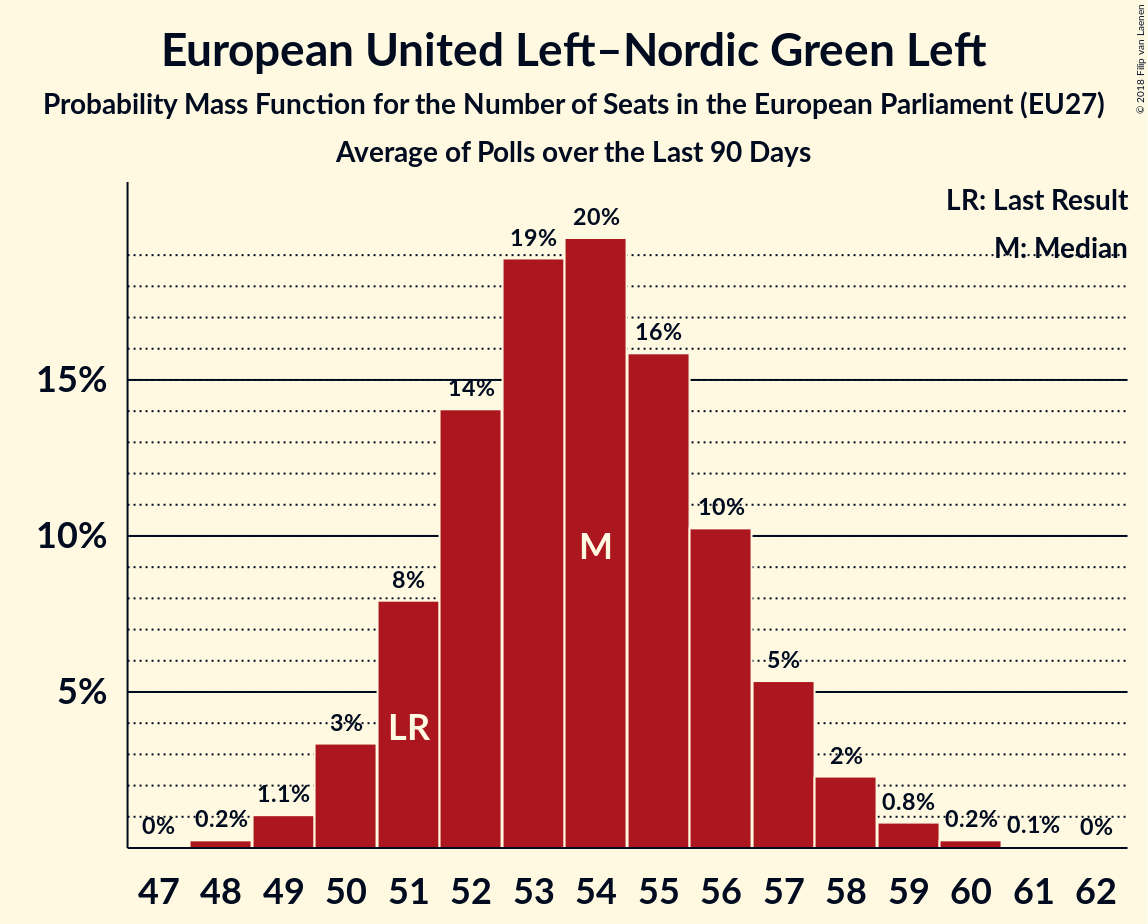 European United Left–Nordic Green Left
Probability Mass Function for the Number of Seats in the European Parliament (EU27)
Average of Polls over the Last 90 Days
© 2018 Filip van Laenen
LR: Last Result
M: Median
15%
10%
5%
0%
0.2%
1.1%
3%
8%
14%
19%
20%
16%
10%
5%
2%
0.8%
0.2%
0.1%
0%
LR
M
47 48 49 50 51 52 53 54 55 56 57 58 59 60 61 62